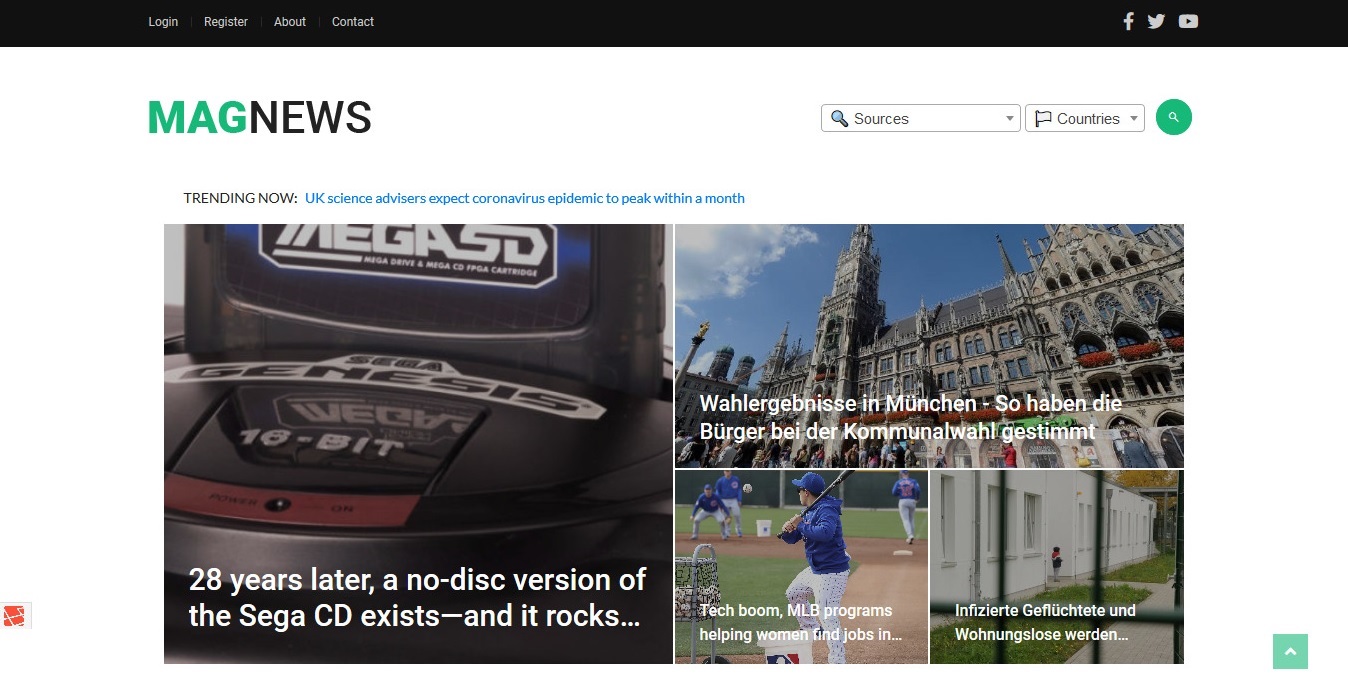 Login
Register
About
Contact
MAGNEWS
Sources
Countries
TRENDING NOW: UK science advisers expect coronavirus epidemic to peak within a month
MEGASD
MEGA DRIVE & MEGA CD FPGA CARTRIDGE
SEGA
GENESIS
16-BIT
POWER ON
28 years later, a no-disc version of
the Sega CD exists—and it rocks...
Wahlergebnisse in München - So haben die
Bürger bei der Kommunalwahl gestimmt
Tech boom, MLB programs
helping women find jobs in...
Infizierte Geflüchtete und
Wohnungslose werden...